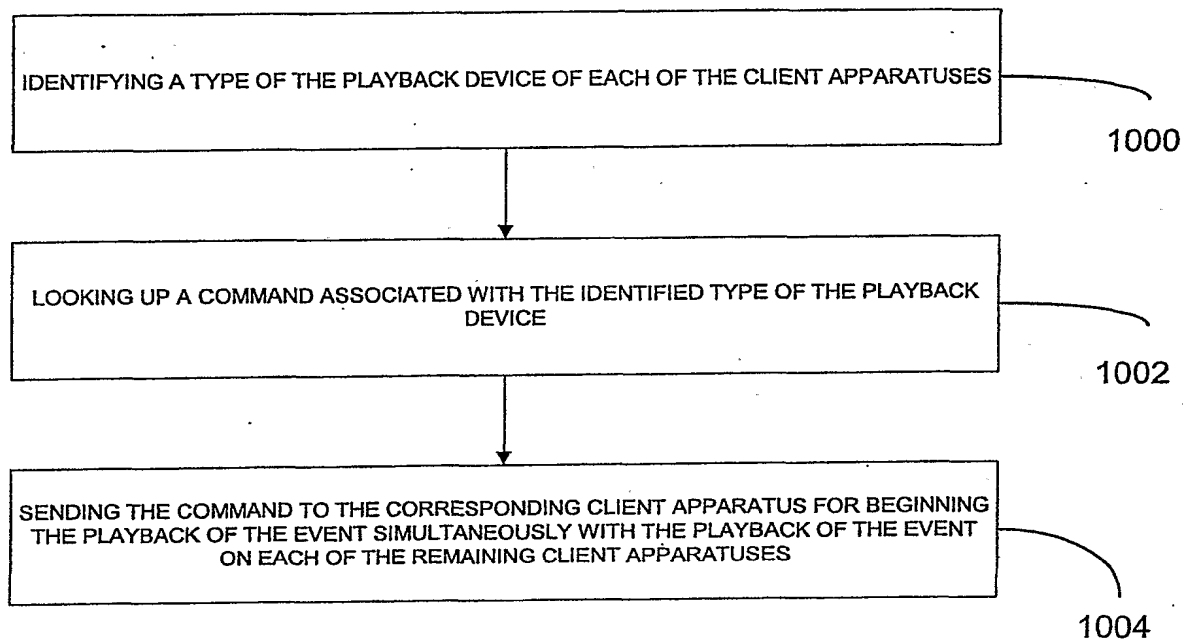 IDENTIFYING A TYPE OF THE PLAYBACK DEVICE OF EACH OF THE CLIENT APPARATUSES
1000
LOOKING UP A COMMAND ASSOCIATED WITH THE IDENTIFIED TYPE OF THE PLAYBACK
DEVICE
1002
SENDING THE COMMAND TO THE CORRESPONDING CLIENT APPARATUS FOR BEGINNING
THE PLAYBACK OF THE EVENT SIMULTANEOUSLY WITH THE PLAYBACK OF THE EVENT
ON EACH OF THE REMAINING CLIENT APPARATUSES
1004